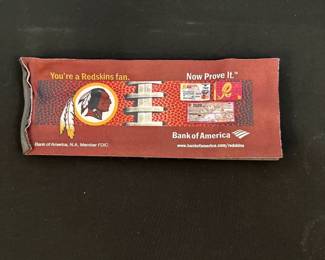 You're a Redskins fan.
Now Prove It.™
Bank of America
Bank of America, N.A. Member FDIC
www.bankofamerica.com/redskins